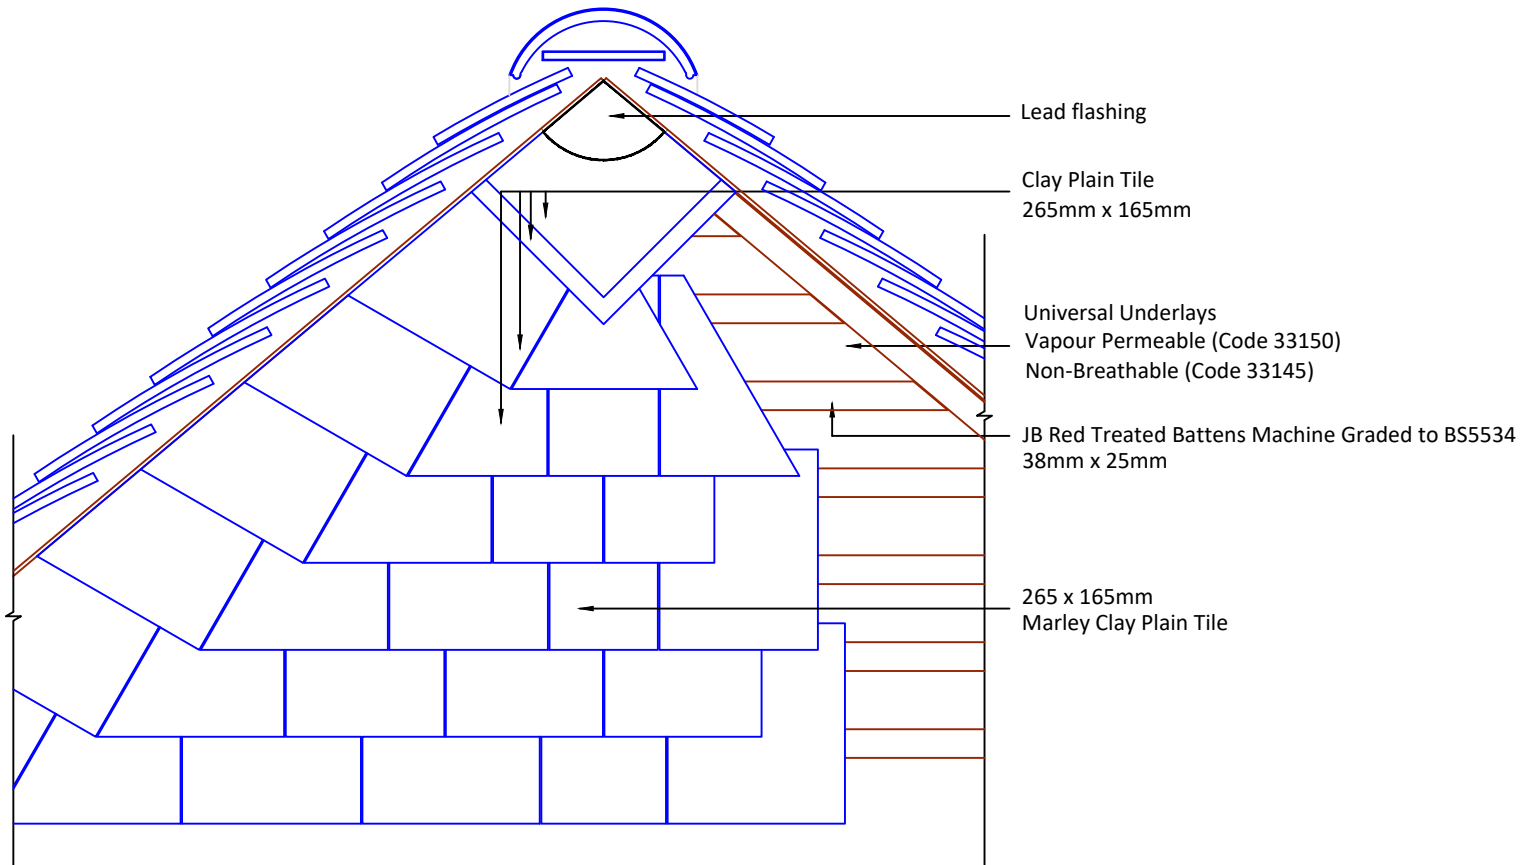 Lead flashing
Clay Plain Tile
265mm x 165mm
Universal Underlays
Vapour Permeable (Code 33150)
Non-Breathable (Code 33145)
JB Red Treated Battens Machine Graded to BS5534
38mm x 25mm
265 x 165mm
Marley Clay Plain Tile